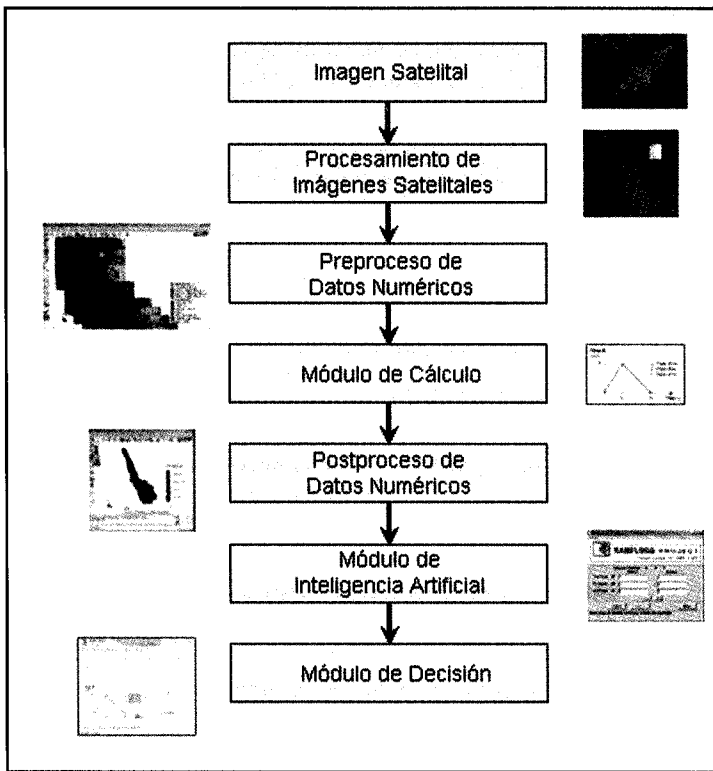 Imagen Satelital
Procesamiento de
Imágenes Satelitales
Preproceso de
Datos Numéricos
Módulo de Cálculo
Postproceso de
Datos Numéricos
Módulo de
Inteligencia Artificial
Módulo de Decisión